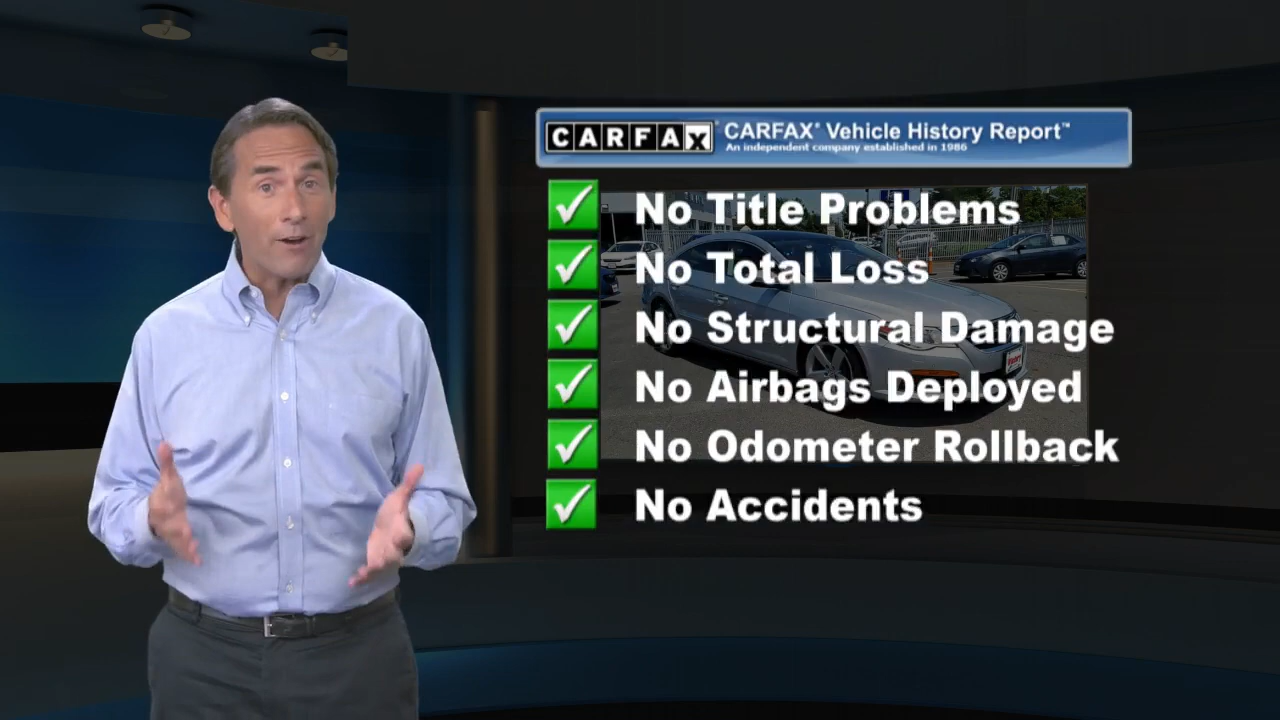 CARFAX CARFAX® Vehicle History Report™
An independent company established in 1986
No Title Problems
No Total Loss
No Structural Damage
No Airbags Deployed
No Odometer Rollback
No Accidents